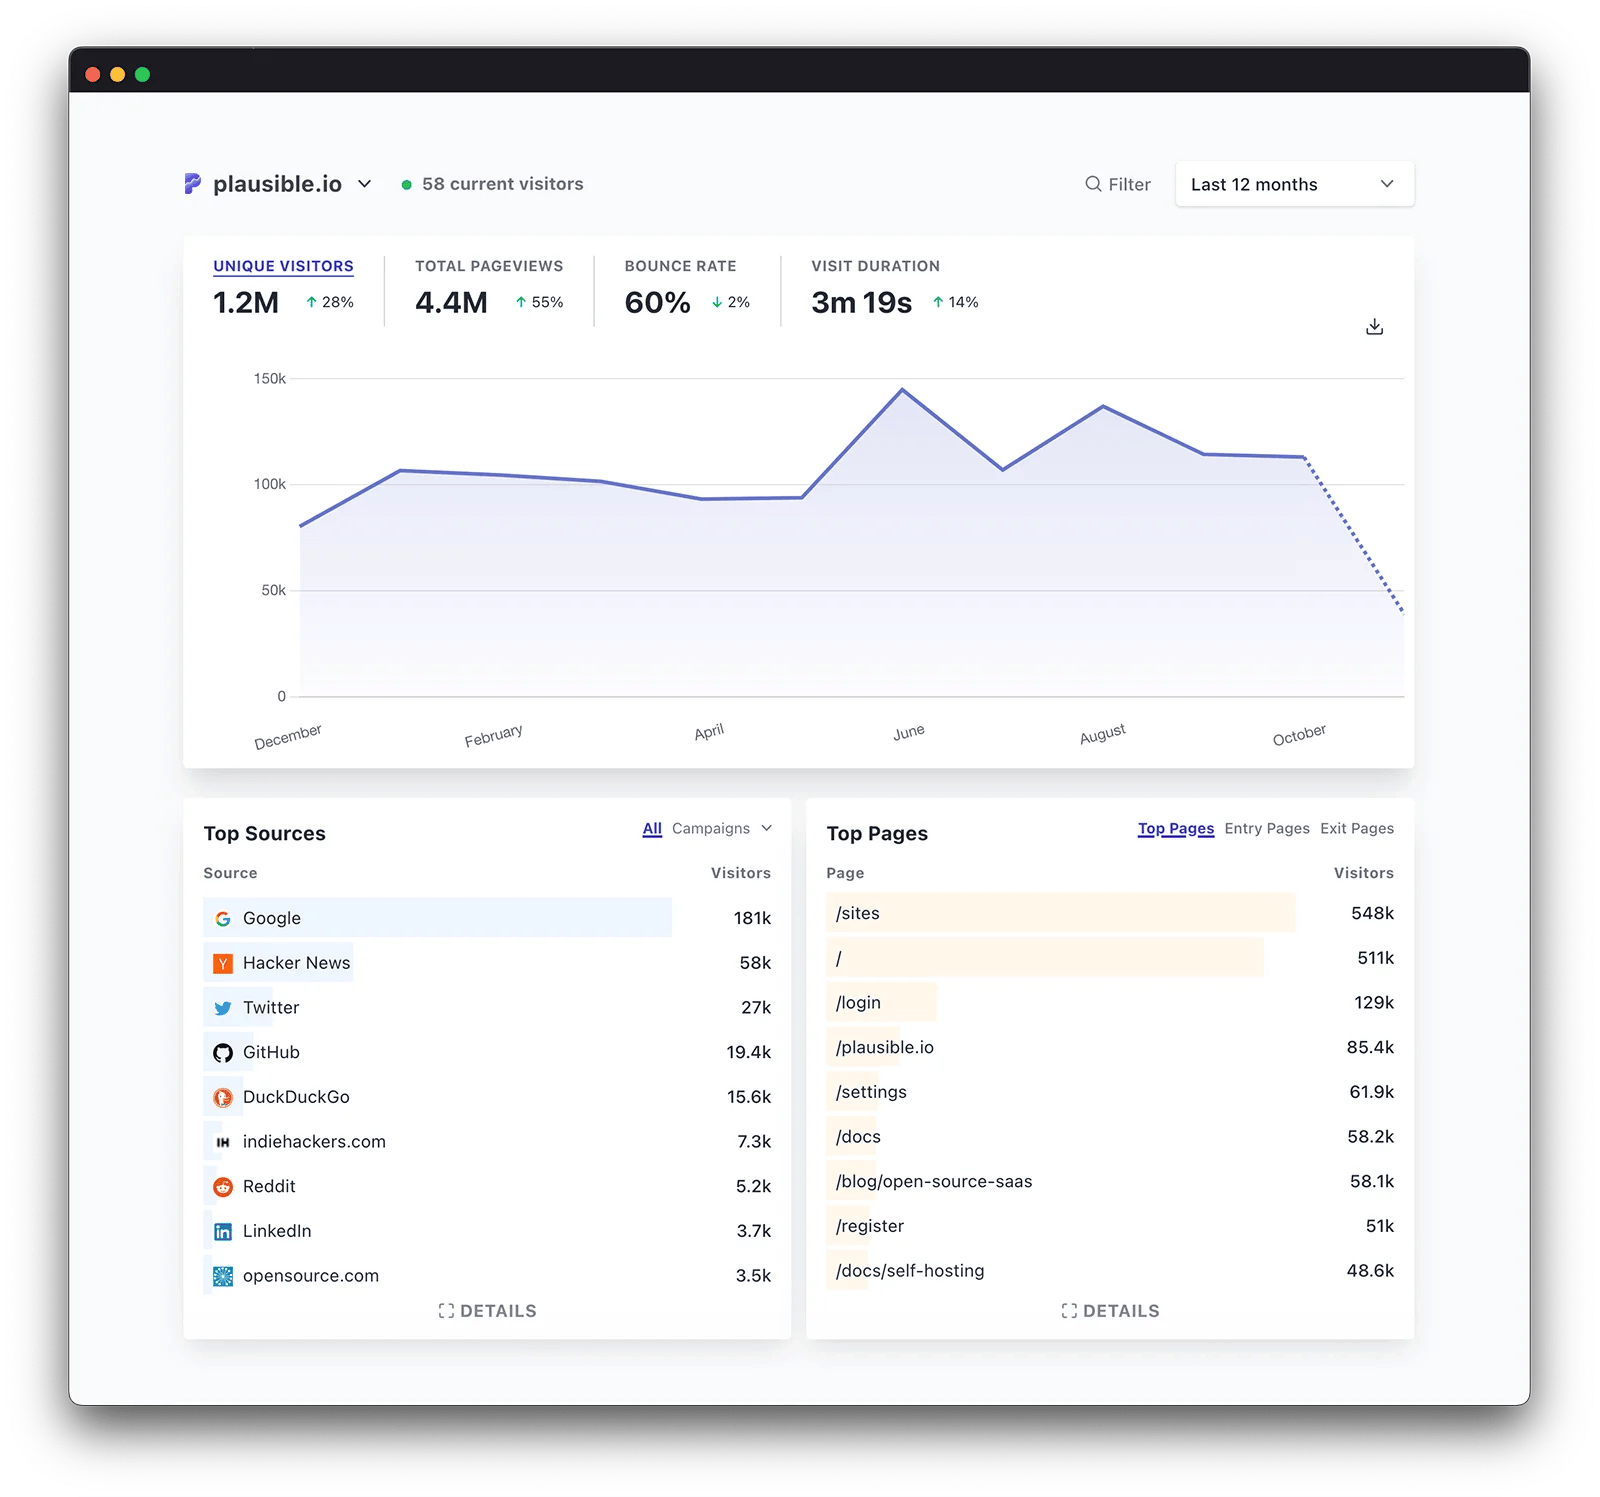 plausible.io
58 current visitors
Filter
Last 12 months
UNIQUE VISITORS
1.2M ↑ 28%
TOTAL PAGEVIEWS
4.4M ↑ 55%
BOUNCE RATE
60% ↓ 2%
VISIT DURATION
3m 19s ↑ 14%
150k
100k
50k
0
December February April June August October
Top Sources
All Campaigns
Source Visitors
Google 181k
Hacker News 58k
Twitter 27k
GitHub 19.4k
DuckDuckGo 15.6k
IH indiehackers.com 7.3k
Reddit 5.2k
in LinkedIn 3.7k
opensource.com 3.5k
DETAILS
Top Pages
Top Pages Entry Pages Exit Pages
Page Visitors
/sites 548k
/ 511k
/login 129k
/plausible.io 85.4k
/settings 61.9k
/docs 58.2k
/blog/open-source-saas 58.1k
/register 51k
/docs/self-hosting 48.6k
DETAILS